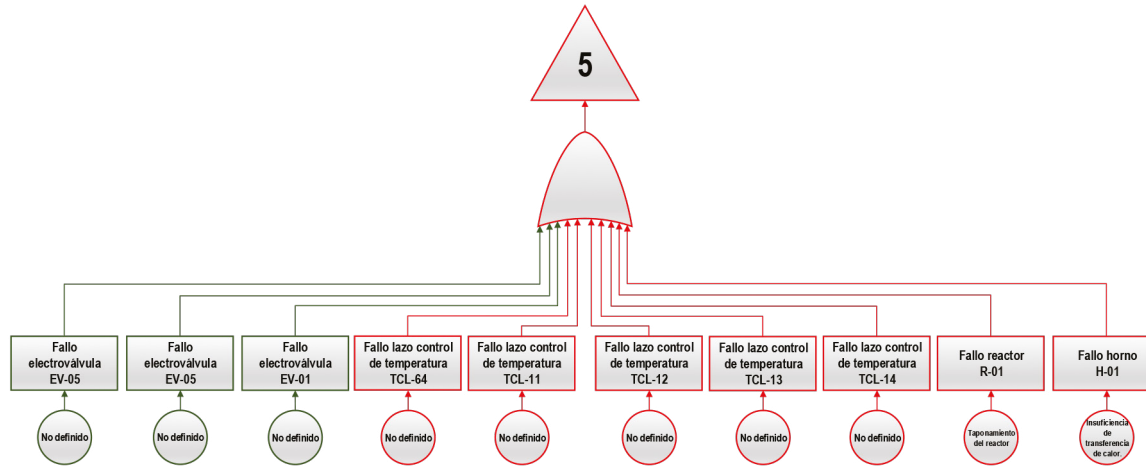 5
Fallo
electroválvula
EV-05
Fallo
electroválvula
EV-05
Fallo
electroválvula
EV-01
Fallo lazo control
de temperatura
TCL-64
Fallo lazo control
de temperatura
TCL-11
Fallo lazo control
de temperatura
TCL-12
Fallo lazo control
de temperatura
TCL-13
Fallo lazo control
de temperatura
TCL-14
Fallo reactor
R-01
Fallo horno
H-01
No definido
No definido
No definido
No definido
No definido
No definido
No definido
No definido
Taponamiento
del reactor
Insuficiencia
de
transferencia
de calor.